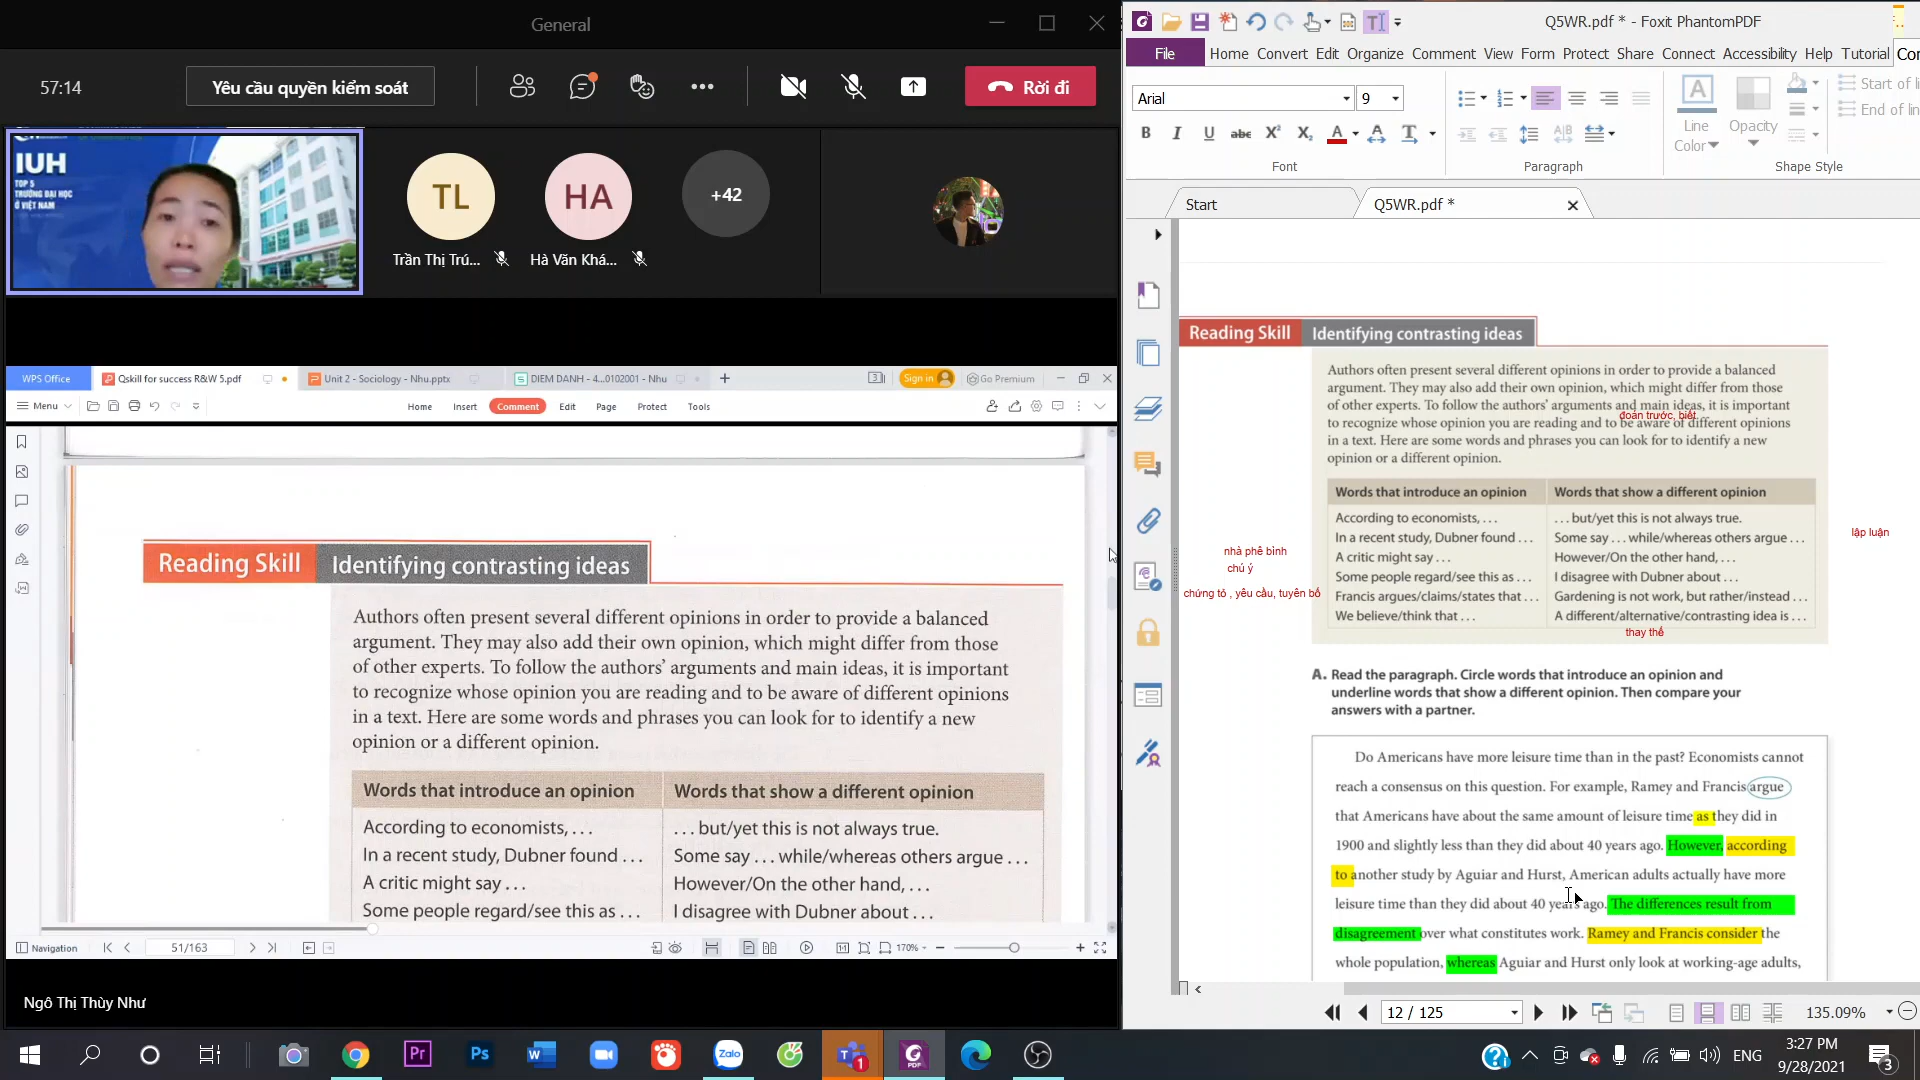 General
57:14
Yêu cầu quyền kiểm soát
Rời đi
IUH
TOP 5
TRƯỜNG ĐẠI HỌC
Ở VIỆT NAM
TL
HA
+42
Trần Thị Trú...
Hà Văn Khá...
WPS Office
Qskill for success R&W 5.pdf
Unit 2 - Sociology - Nhu.pptx
DIEM DANH - 4...0102001 - Nhu
Sign in
Go Premium
Menu
Home
Insert
Comment
Edit
Page
Protect
Tools
Reading Skill
Identifying contrasting ideas
Authors often present several different opinions in order to provide a balanced
argument. They may also add their own opinion, which might differ from those
of other experts. To follow the authors' arguments and main ideas, it is important
to recognize whose opinion you are reading and to be aware of different opinions
in a text. Here are some words and phrases you can look for to identify a new
opinion or a different opinion.
Words that introduce an opinion
Words that show a different opinion
According to economists, . . .
. . . but/yet this is not always true.
In a recent study, Dubner found . . .
Some say . . . while/whereas others argue . . .
A critic might say . . .
However/On the other hand, . . .
Some people regard/see this as . . .
I disagree with Dubner about . . .
Navigation
51/163
170%
Ngô Thị Thùy Như
Q5WR.pdf * - Foxit PhantomPDF
File
Home
Convert
Edit
Organize
Comment
View
Form
Protect
Share
Connect
Accessibility
Help
Tutorial
Arial
9
Font
Paragraph
Line
Color
Opacity
Start of li
End of lin
Shape Style
Start
Q5WR.pdf *
Reading Skill
Identifying contrasting ideas
Authors often present several different opinions in order to provide a balanced
argument. They may also add their own opinion, which might differ from those
of other experts. To follow the authors' arguments and main ideas, it is important
đoán trước, biết
to recognize whose opinion you are reading and to be aware of different opinions
in a text. Here are some words and phrases you can look for to identify a new
opinion or a different opinion.
Words that introduce an opinion
Words that show a different opinion
According to economists, . . .
. . . but/yet this is not always true.
In a recent study, Dubner found . . .
Some say . . . while/whereas others argue . . .
lập luận
nhà phê bình
A critic might say . . .
However/On the other hand, . . .
chú ý
Some people regard/see this as . . .
I disagree with Dubner about . . .
chứng tỏ , yêu cầu, tuyên bố
Francis argues/claims/states that . . .
Gardening is not work, but rather/instead . . .
We believe/think that . . .
A different/alternative/contrasting idea is . . .
thay thế
A. Read the paragraph. Circle words that introduce an opinion and
underline words that show a different opinion. Then compare your
answers with a partner.
Do Americans have more leisure time than in the past? Economists cannot
reach a consensus on this question. For example, Ramey and Francis argue
that Americans have about the same amount of leisure time as they did in
1900 and slightly less than they did about 40 years ago. However, according
to another study by Aguiar and Hurst, American adults actually have more
leisure time than they did about 40 years ago. The differences result from
disagreement over what constitutes work. Ramey and Francis consider the
whole population, whereas Aguiar and Hurst only look at working-age adults,
12 / 125
135.09%
ENG
3:27 PM
9/28/2021